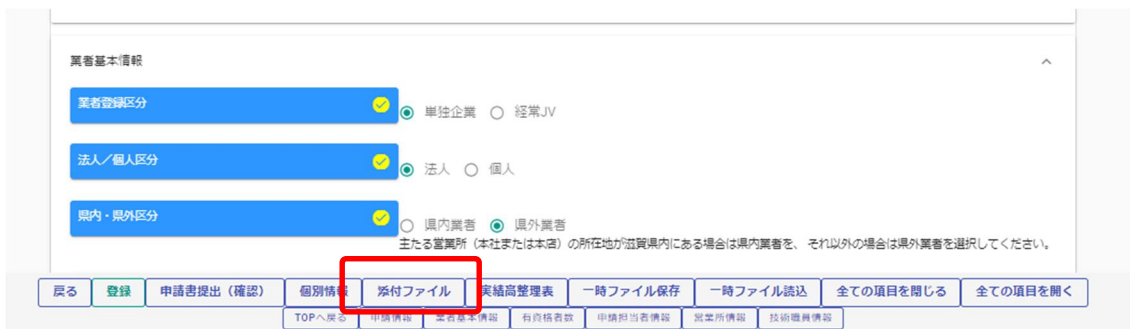 業者基本情報
業者登録区分
単独企業 経常JV
法人／個人区分
法人 個人
県内・県外区分
県内業者 県外業者
主たる営業所（本社または本店）の所在地が滋賀県内にある場合は県内業者を、 それ以外の場合は県外業者を選択してください。
戻る 登録 申請書提出（確認） 個別情報 添付ファイル 実績高整理表 一時ファイル保存 一時ファイル読込 全ての項目を閉じる 全ての項目を開く
TOPへ戻る 申請情報 業者基本情報 有資格者数 申請担当者情報 営業所情報 技術職員情報